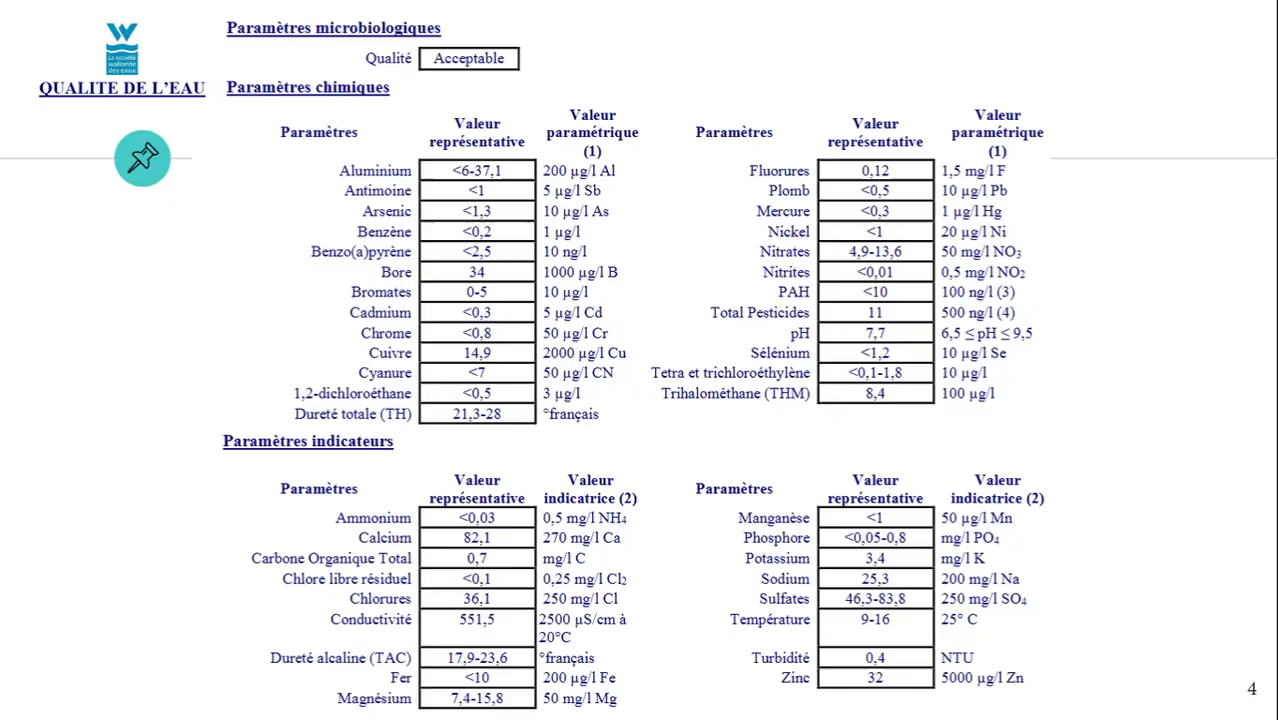 W
La société
wallonne
des eaux
QUALITE DE L'EAU
Paramètres microbiologiques
Qualité Acceptable
Paramètres chimiques
Paramètres Valeur représentative Valeur paramétrique (1)
Aluminium <6-37,1 200 µg/l Al
Antimoine <1 5 µg/l Sb
Arsenic <1,3 10 µg/l As
Benzène <0,2 1 µg/l
Benzo(a)pyrène <2,5 10 ng/l
Bore 34 1000 µg/l B
Bromates 0-5 10 µg/l
Cadmium <0,3 5 µg/l Cd
Chrome <0,8 50 µg/l Cr
Cuivre 14,9 2000 µg/l Cu
Cyanure <7 50 µg/l CN
1,2-dichloroéthane <0,5 3 µg/l
Dureté totale (TH) 21,3-28 °français
Paramètres Valeur représentative Valeur paramétrique (1)
Fluorures 0,12 1,5 mg/l F
Plomb <0,5 10 µg/l Pb
Mercure <0,3 1 µg/l Hg
Nickel <1 20 µg/l Ni
Nitrates 4,9-13,6 50 mg/l NO3
Nitrites <0,01 0,5 mg/l NO2
PAH <10 100 ng/l (3)
Total Pesticides 11 500 ng/l (4)
pH 7,7 6,5 ≤ pH ≤ 9,5
Sélénium <1,2 10 µg/l Se
Tetra et trichloroéthylène <0,1-1,8 10 µg/l
Trihalométhane (THM) 8,4 100 µg/l
Paramètres indicateurs
Paramètres Valeur représentative Valeur indicatrice (2)
Ammonium <0,03 0,5 mg/l NH4
Calcium 82,1 270 mg/l Ca
Carbone Organique Total 0,7 mg/l C
Chlore libre résiduel <0,1 0,25 mg/l Cl2
Chlorures 36,1 250 mg/l Cl
Conductivité 551,5 2500 µS/cm à 20°C
Dureté alcaline (TAC) 17,9-23,6 °français
Fer <10 200 µg/l Fe
Magnésium 7,4-15,8 50 mg/l Mg
Paramètres Valeur représentative Valeur indicatrice (2)
Manganèse <1 50 µg/l Mn
Phosphore <0,05-0,8 mg/l PO4
Potassium 3,4 mg/l K
Sodium 25,3 200 mg/l Na
Sulfates 46,3-83,8 250 mg/l SO4
Température 9-16 25° C
Turbidité 0,4 NTU
Zinc 32 5000 µg/l Zn
4